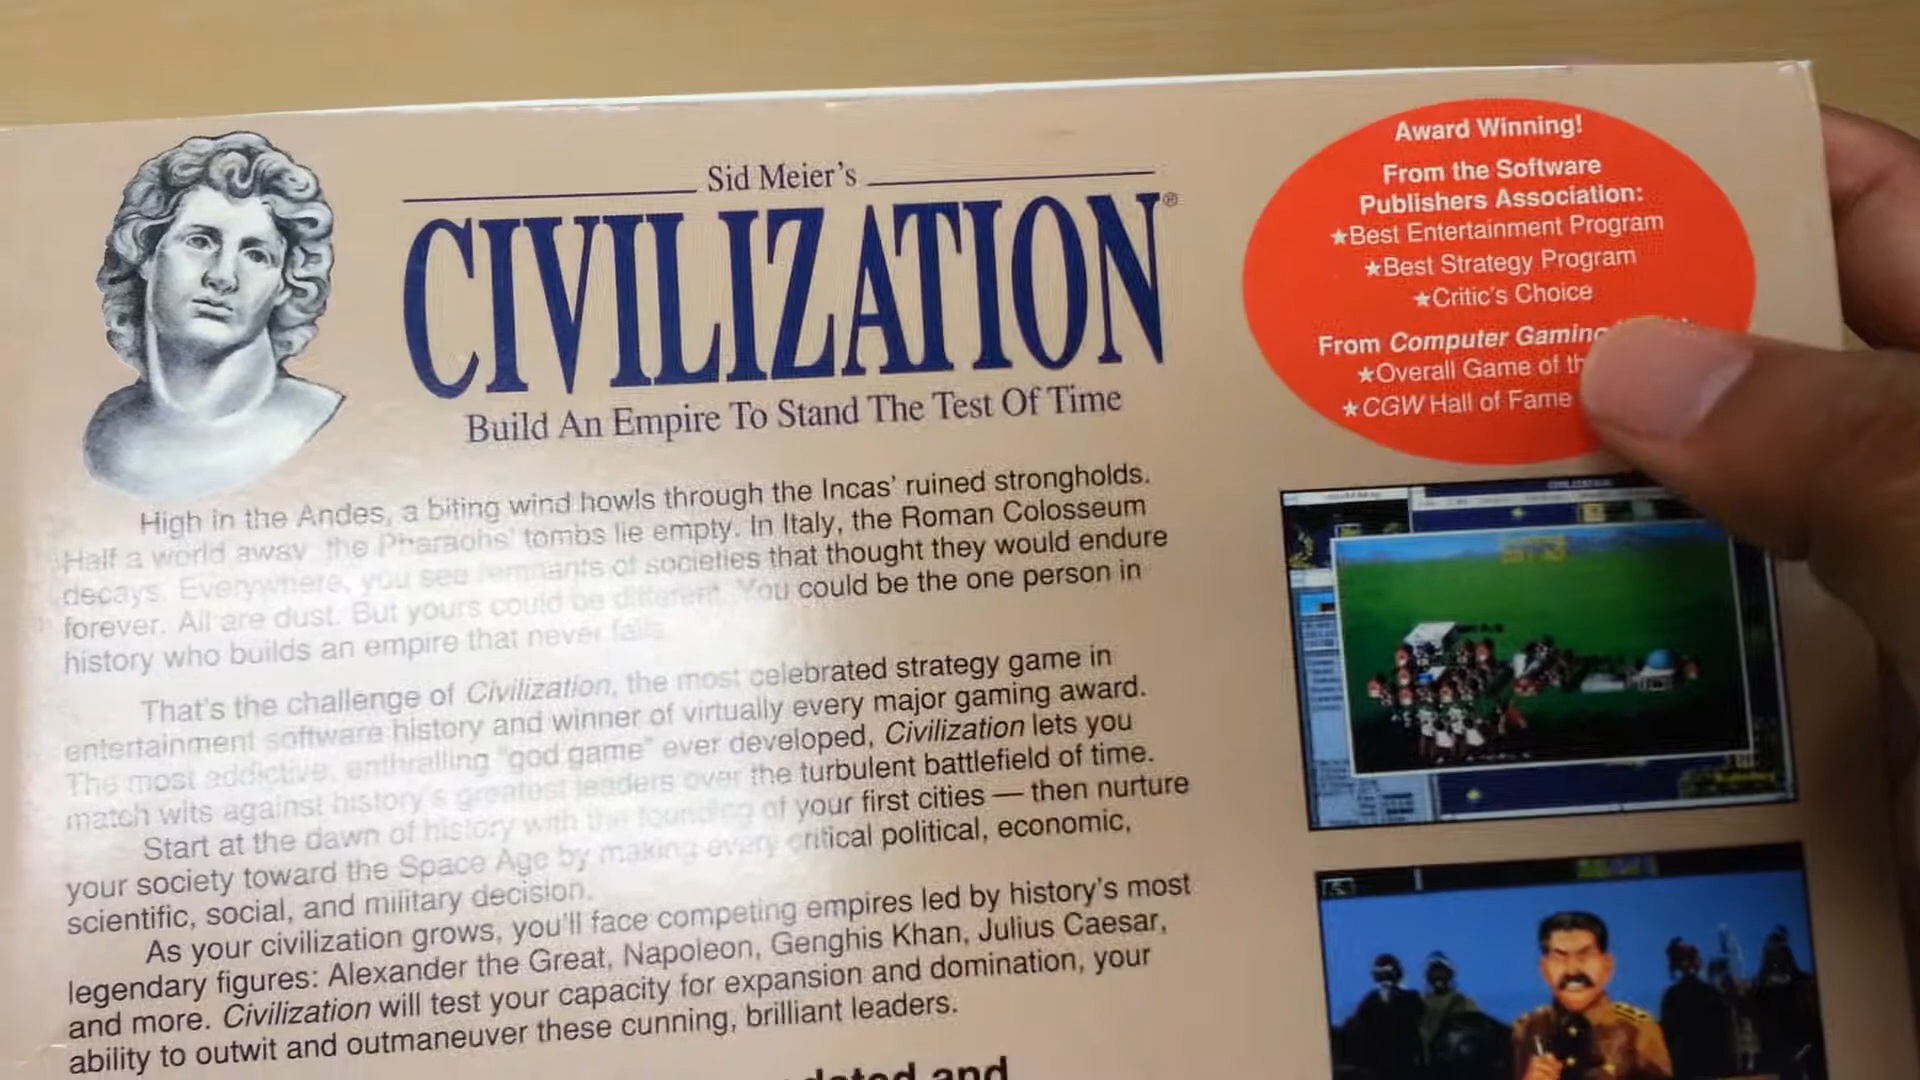 Sid Meier's
CIVILIZATION®
Build An Empire To Stand The Test Of Time
High in the Andes, a biting wind howls through the Incas' ruined strongholds.
Half a world away, the Pharaohs' tombs lie empty. In Italy, the Roman Colosseum
decays. Everywhere, you see remnants of societies that thought they would endure
forever. All are dust. But yours could be different. You could be the one person in
history who builds an empire that never falls.
That's the challenge of Civilization, the most celebrated strategy game in
entertainment software history and winner of virtually every major gaming award.
The most addictive, enthralling "god game" ever developed, Civilization lets you
match wits against history's greatest leaders over the turbulent battlefield of time.
Start at the dawn of history with the founding of your first cities — then nurture
your society toward the Space Age by making every critical political, economic,
scientific, social, and military decision.
As your civilization grows, you'll face competing empires led by history's most
legendary figures: Alexander the Great, Napoleon, Genghis Khan, Julius Caesar,
and more. Civilization will test your capacity for expansion and domination, your
ability to outwit and outmaneuver these cunning, brilliant leaders.
and
Award Winning!
From the Software
Publishers Association:
★Best Entertainment Program
★Best Strategy Program
★Critic's Choice
From Computer Gaming
★Overall Game of
★CGW Hall of Fame
CIVILIZATION